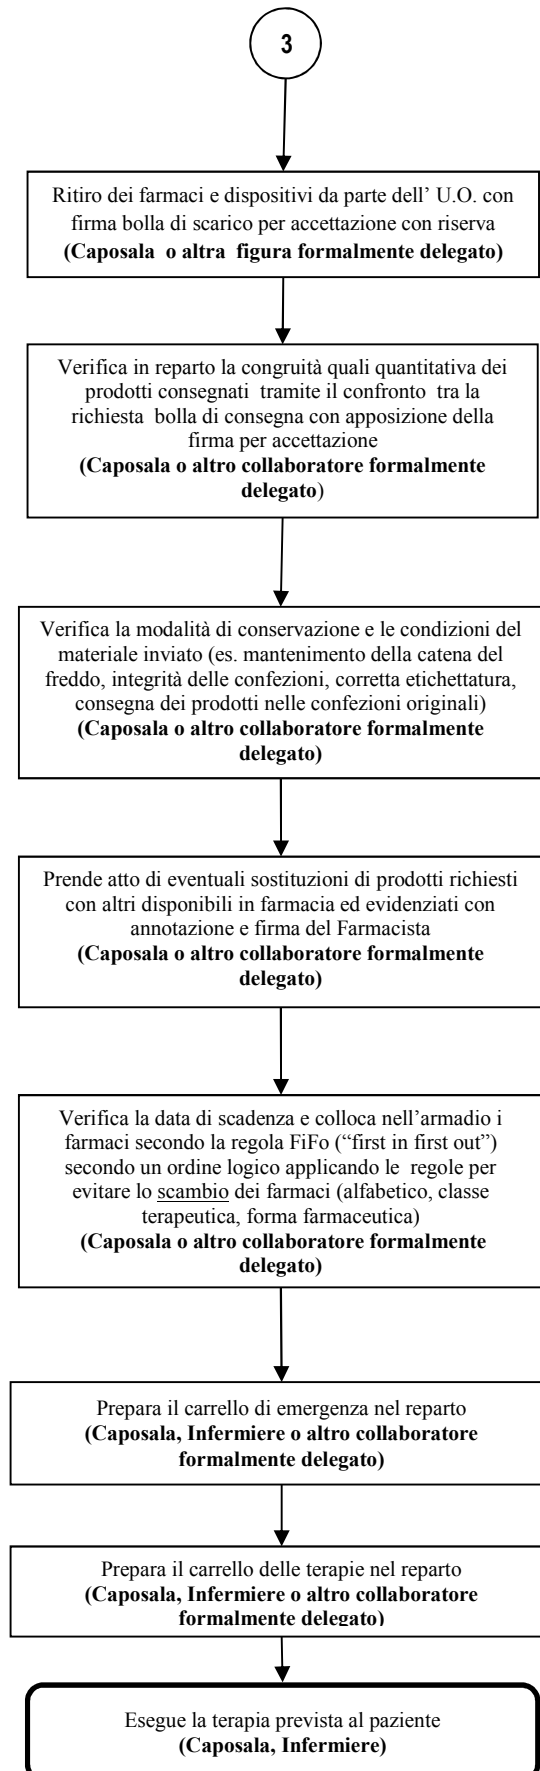 3
Ritiro dei farmaci e dispositivi da parte dell’ U.O. con
firma bolla di scarico per accettazione con riserva
(Caposala o altra figura formalmente delegato)
Verifica in reparto la congruità quali quantitativa dei
prodotti consegnati tramite il confronto tra la
richiesta bolla di consegna con apposizione della
firma per accettazione
(Caposala o altro collaboratore formalmente
delegato)
Verifica la modalità di conservazione e le condizioni del
materiale inviato (es. mantenimento della catena del
freddo, integrità delle confezioni, corretta etichettatura,
consegna dei prodotti nelle confezioni originali)
(Caposala o altro collaboratore formalmente
delegato)
Prende atto di eventuali sostituzioni di prodotti richiesti
con altri disponibili in farmacia ed evidenziati con
annotazione e firma del Farmacista
(Caposala o altro collaboratore formalmente
delegato)
Verifica la data di scadenza e colloca nell’armadio i
farmaci secondo la regola FiFo (“first in first out”)
secondo un ordine logico applicando le regole per
evitare lo scambio dei farmaci (alfabetico, classe
terapeutica, forma farmaceutica)
(Caposala o altro collaboratore formalmente
delegato)
Prepara il carrello di emergenza nel reparto
(Caposala, Infermiere o altro collaboratore
formalmente delegato)
Prepara il carrello delle terapie nel reparto
(Caposala, Infermiere o altro collaboratore
formalmente delegato)
Esegue la terapia prevista al paziente
(Caposala, Infermiere)